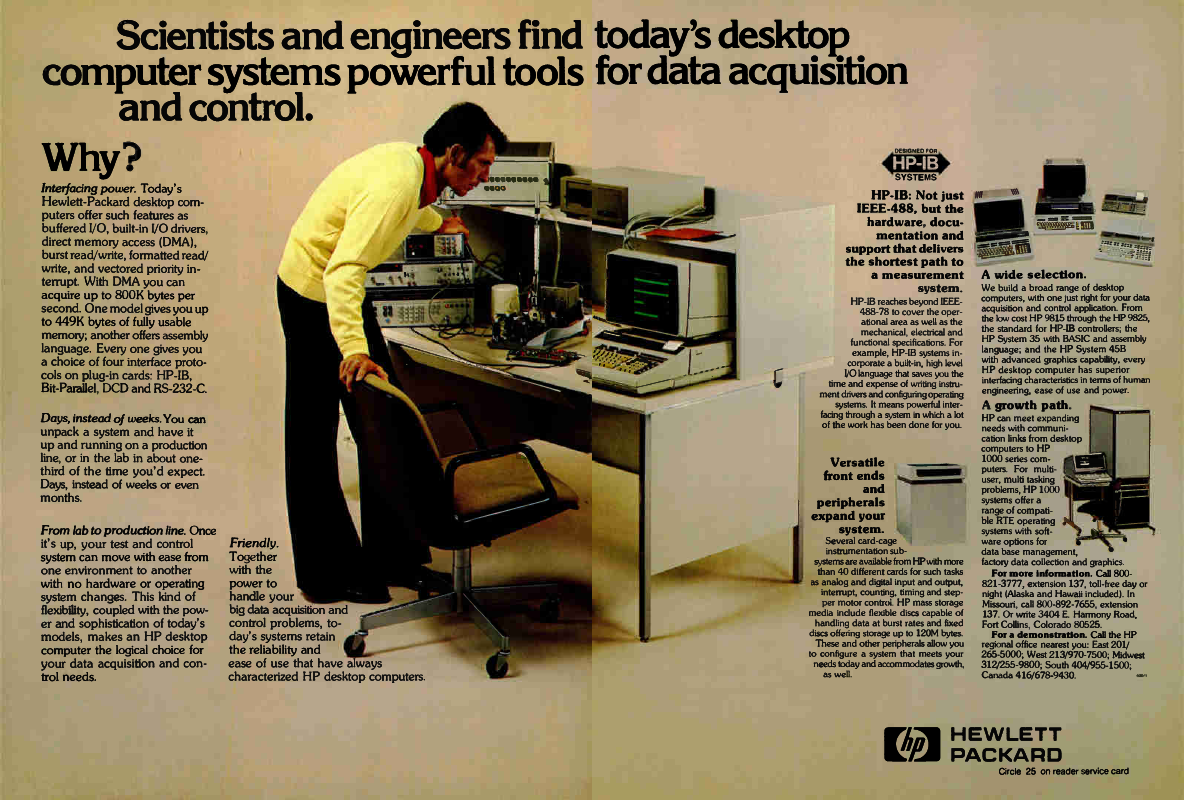 Scientists and engineers find today's desktop
computer systems powerful tools for data acquisition
and control.
Why?
Interfacing power. Today's
Hewlett-Packard desktop com-
puters offer such features as
buffered I/O, built-in I/O drivers,
direct memory access (DMA),
burst read/write, formatted read/
write, and vectored priority in-
terrupt. With DMA you can
acquire up to 800K bytes per
second. One model gives you up
to 449K bytes of fully usable
memory; another offers assembly
language. Every one gives you
a choice of four interface proto-
cols on plug-in cards: HP-IB,
Bit-Parallel, DCD and RS-232-C.
Days, instead of weeks. You can
unpack a system and have it
up and running on a production
line, or in the lab in about one-
third of the time you'd expect.
Days, instead of weeks or even
months.
From lab to production line. Once
it's up, your test and control
system can move with ease from
one environment to another
with no hardware or operating
system changes. This kind of
flexibility, coupled with the pow-
er and sophistication of today's
models, makes an HP desktop
computer the logical choice for
your data acquisition and con-
trol needs.
Friendly.
Together
with the
power to
handle your
big data acquisition and
control problems, to-
day's systems retain
the reliability and
ease of use that have always
characterized HP desktop computers.
DESIGNED FOR
HP-IB
SYSTEMS
HP-IB: Not just
IEEE-488, but the
hardware, docu-
mentation and
support that delivers
the shortest path to
a measurement
system.
HP-IB reaches beyond IEEE-
488-78 to cover the oper-
ational area as well as the
mechanical, electrical and
functional specifications. For
example, HP-IB systems in-
corporate a built-in, high level
I/O language that saves you the
time and expense of writing instru-
ment drivers and configuring operating
systems. It means powerful inter-
facing through a system in which a lot
of the work has been done for you.
Versatile
front ends
and
peripherals
expand your
system.
Several card-cage
instrumentation sub-
systems are available from HP with more
than 40 different cards for such tasks
as analog and digital input and output,
interrupt, counting, timing and step-
per motor control. HP mass storage
media include flexible discs capable of
handling data at burst rates and fixed
discs offering storage up to 120M bytes.
These and other peripherals allow you
to configure a system that meets your
needs today and accommodates growth,
as well.
A wide selection.
We build a broad range of desktop
computers, with one just right for your data
acquisition and control application. From
the low cost HP 9815 through the HP 9825,
the standard for HP-IB controllers; the
HP System 35 with BASIC and assembly
language; and the HP System 45B
with advanced graphics capability, every
HP desktop computer has superior
interfacing characteristics in terms of human
engineering, ease of use and power.
A growth path.
HP can meet expanding
needs with communi-
cation links from desktop
computers to HP
1000 series com-
puters. For multi-
user, multi tasking
problems, HP 1000
systems offer a
range of compati-
ble RTE operating
systems with soft-
ware options for
data base management,
factory data collection and graphics.
For more information. Call 800-
821-3777, extension 137, toll-free day or
night (Alaska and Hawaii included). In
Missouri, call 800-892-7655, extension
137. Or write 3404 E. Harmony Road,
Fort Collins, Colorado 80525.
For a demonstration. Call the HP
regional office nearest you: East 201/
265-5000; West 213/970-7500; Midwest
312/255-9800; South 404/955-1500;
Canada 416/678-9430.
hp HEWLETT
PACKARD
Circle 25 on reader service card